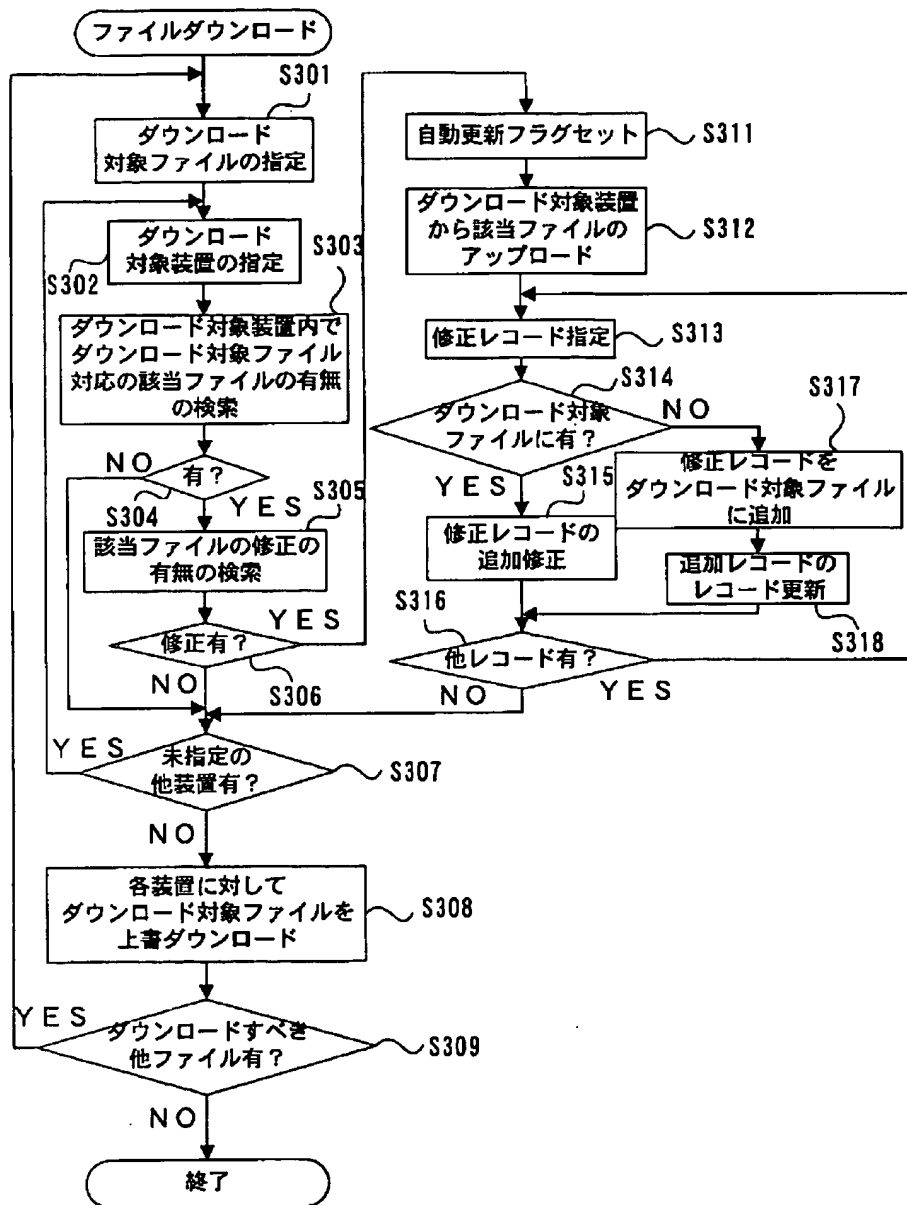 ファイルダウンロード
S301
ダウンロード
対象ファイルの指定
ダウンロード
対象装置の指定
S302
S303
ダウンロード対象装置内で
ダウンロード対象ファイル
対応の該当ファイルの有無
の検索
NO
有?
YES
S304
S305
該当ファイルの修正の
有無の検索
YES
修正有?
NO
S306
YES
未指定の
他装置有?
S307
NO
各装置に対して
ダウンロード対象ファイルを
上書ダウンロード
S308
YES
ダウンロードすべき
他ファイル有?
S309
NO
終了
自動更新フラグセット
S311
ダウンロード対象装置
から該当ファイルの
アップロード
S312
修正レコード指定
S313
S314
ダウンロード対象
ファイルに有?
NO
S317
YES
S315
修正レコードの
追加修正
修正レコードを
ダウンロード対象ファイル
に追加
追加レコードの
レコード更新
S318
S316
他レコード有?
NO
YES